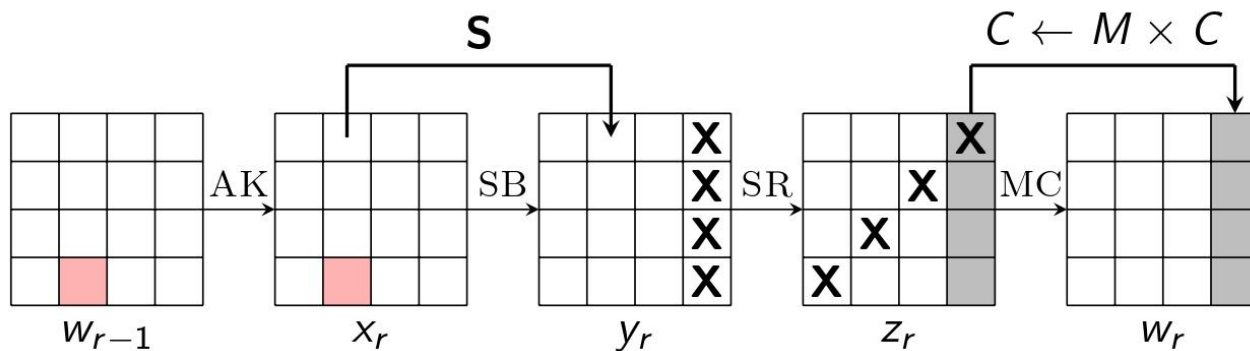 S
C ← M × C
X X
AK X SB X SR X MC
X X
X X
w_{r−1} x_r y_r z_r w_r